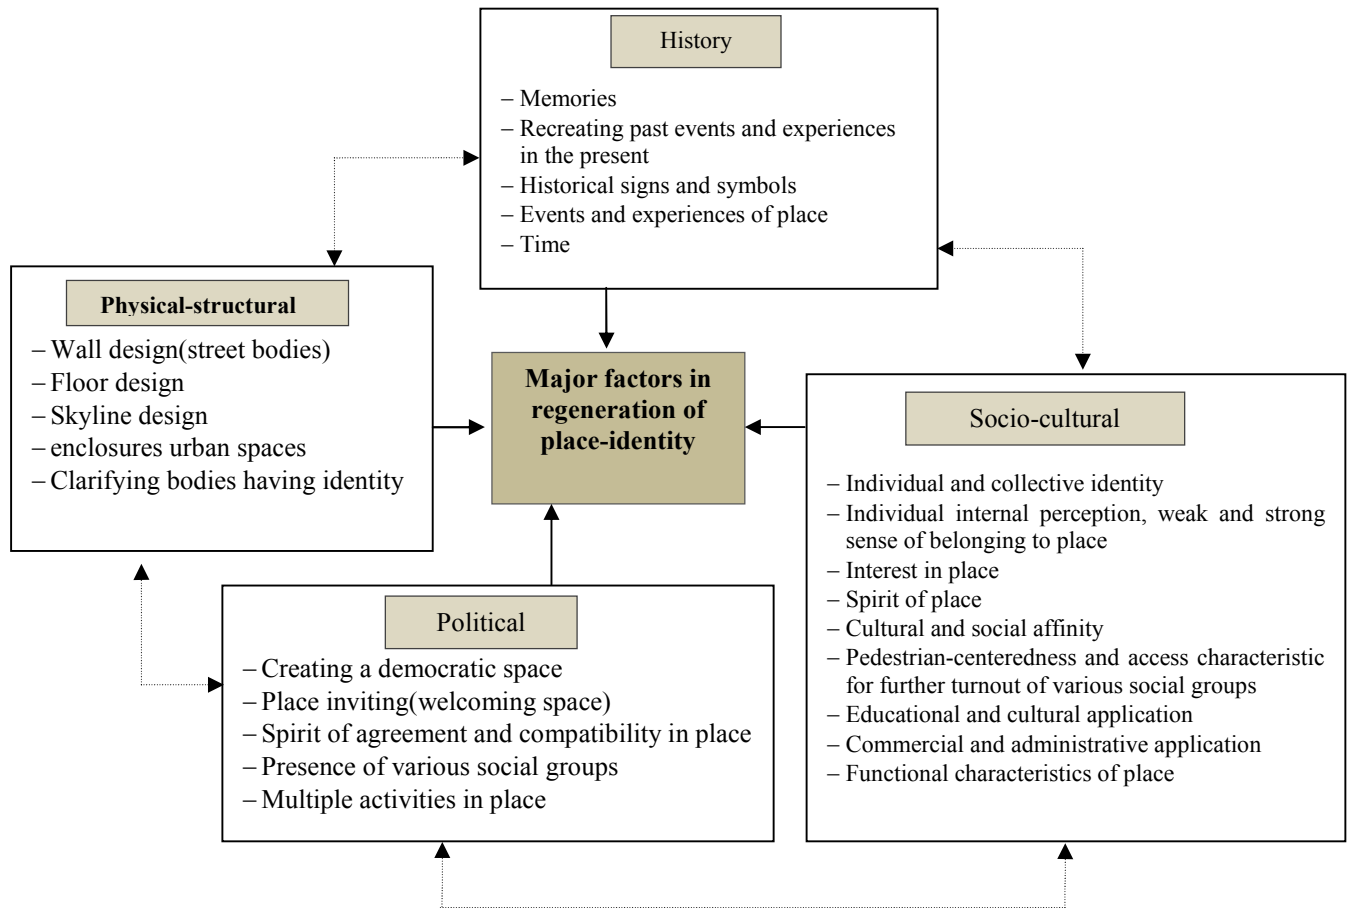 History
– Memories
– Recreating past events and experiences
in the present
– Historical signs and symbols
– Events and experiences of place
– Time
Physical-structural
– Wall design(street bodies)
– Floor design
– Skyline design
– enclosures urban spaces
– Clarifying bodies having identity
Major factors in
regeneration of
place-identity
Socio-cultural
– Individual and collective identity
– Individual internal perception, weak and strong
sense of belonging to place
– Interest in place
– Spirit of place
– Cultural and social affinity
– Pedestrian-centeredness and access characteristic
for further turnout of various social groups
– Educational and cultural application
– Commercial and administrative application
– Functional characteristics of place
Political
– Creating a democratic space
– Place inviting(welcoming space)
– Spirit of agreement and compatibility in place
– Presence of various social groups
– Multiple activities in place